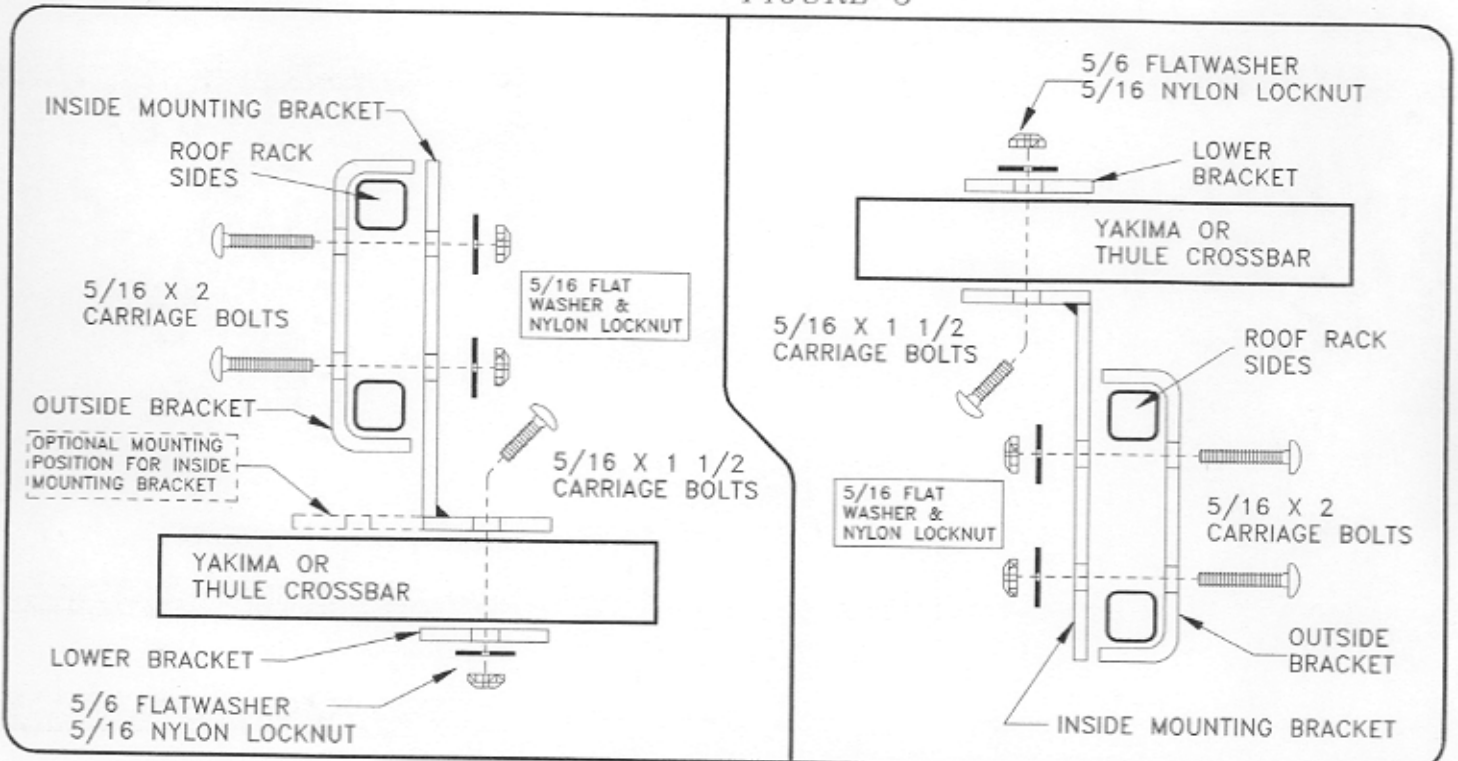 INSIDE MOUNTING BRACKET
ROOF RACK
SIDES
5/16 X 2
CARRIAGE BOLTS
5/16 FLAT
WASHER &
NYLON LOCKNUT
OUTSIDE BRACKET
OPTIONAL MOUNTING
POSITION FOR INSIDE
MOUNTING BRACKET
5/16 X 1 1/2
CARRIAGE BOLTS
YAKIMA OR
THULE CROSSBAR
LOWER BRACKET
5/6 FLATWASHER
5/16 NYLON LOCKNUT
5/6 FLATWASHER
5/16 NYLON LOCKNUT
LOWER
BRACKET
YAKIMA OR
THULE CROSSBAR
5/16 X 1 1/2
CARRIAGE BOLTS
ROOF RACK
SIDES
5/16 FLAT
WASHER &
NYLON LOCKNUT
5/16 X 2
CARRIAGE BOLTS
OUTSIDE
BRACKET
INSIDE MOUNTING BRACKET